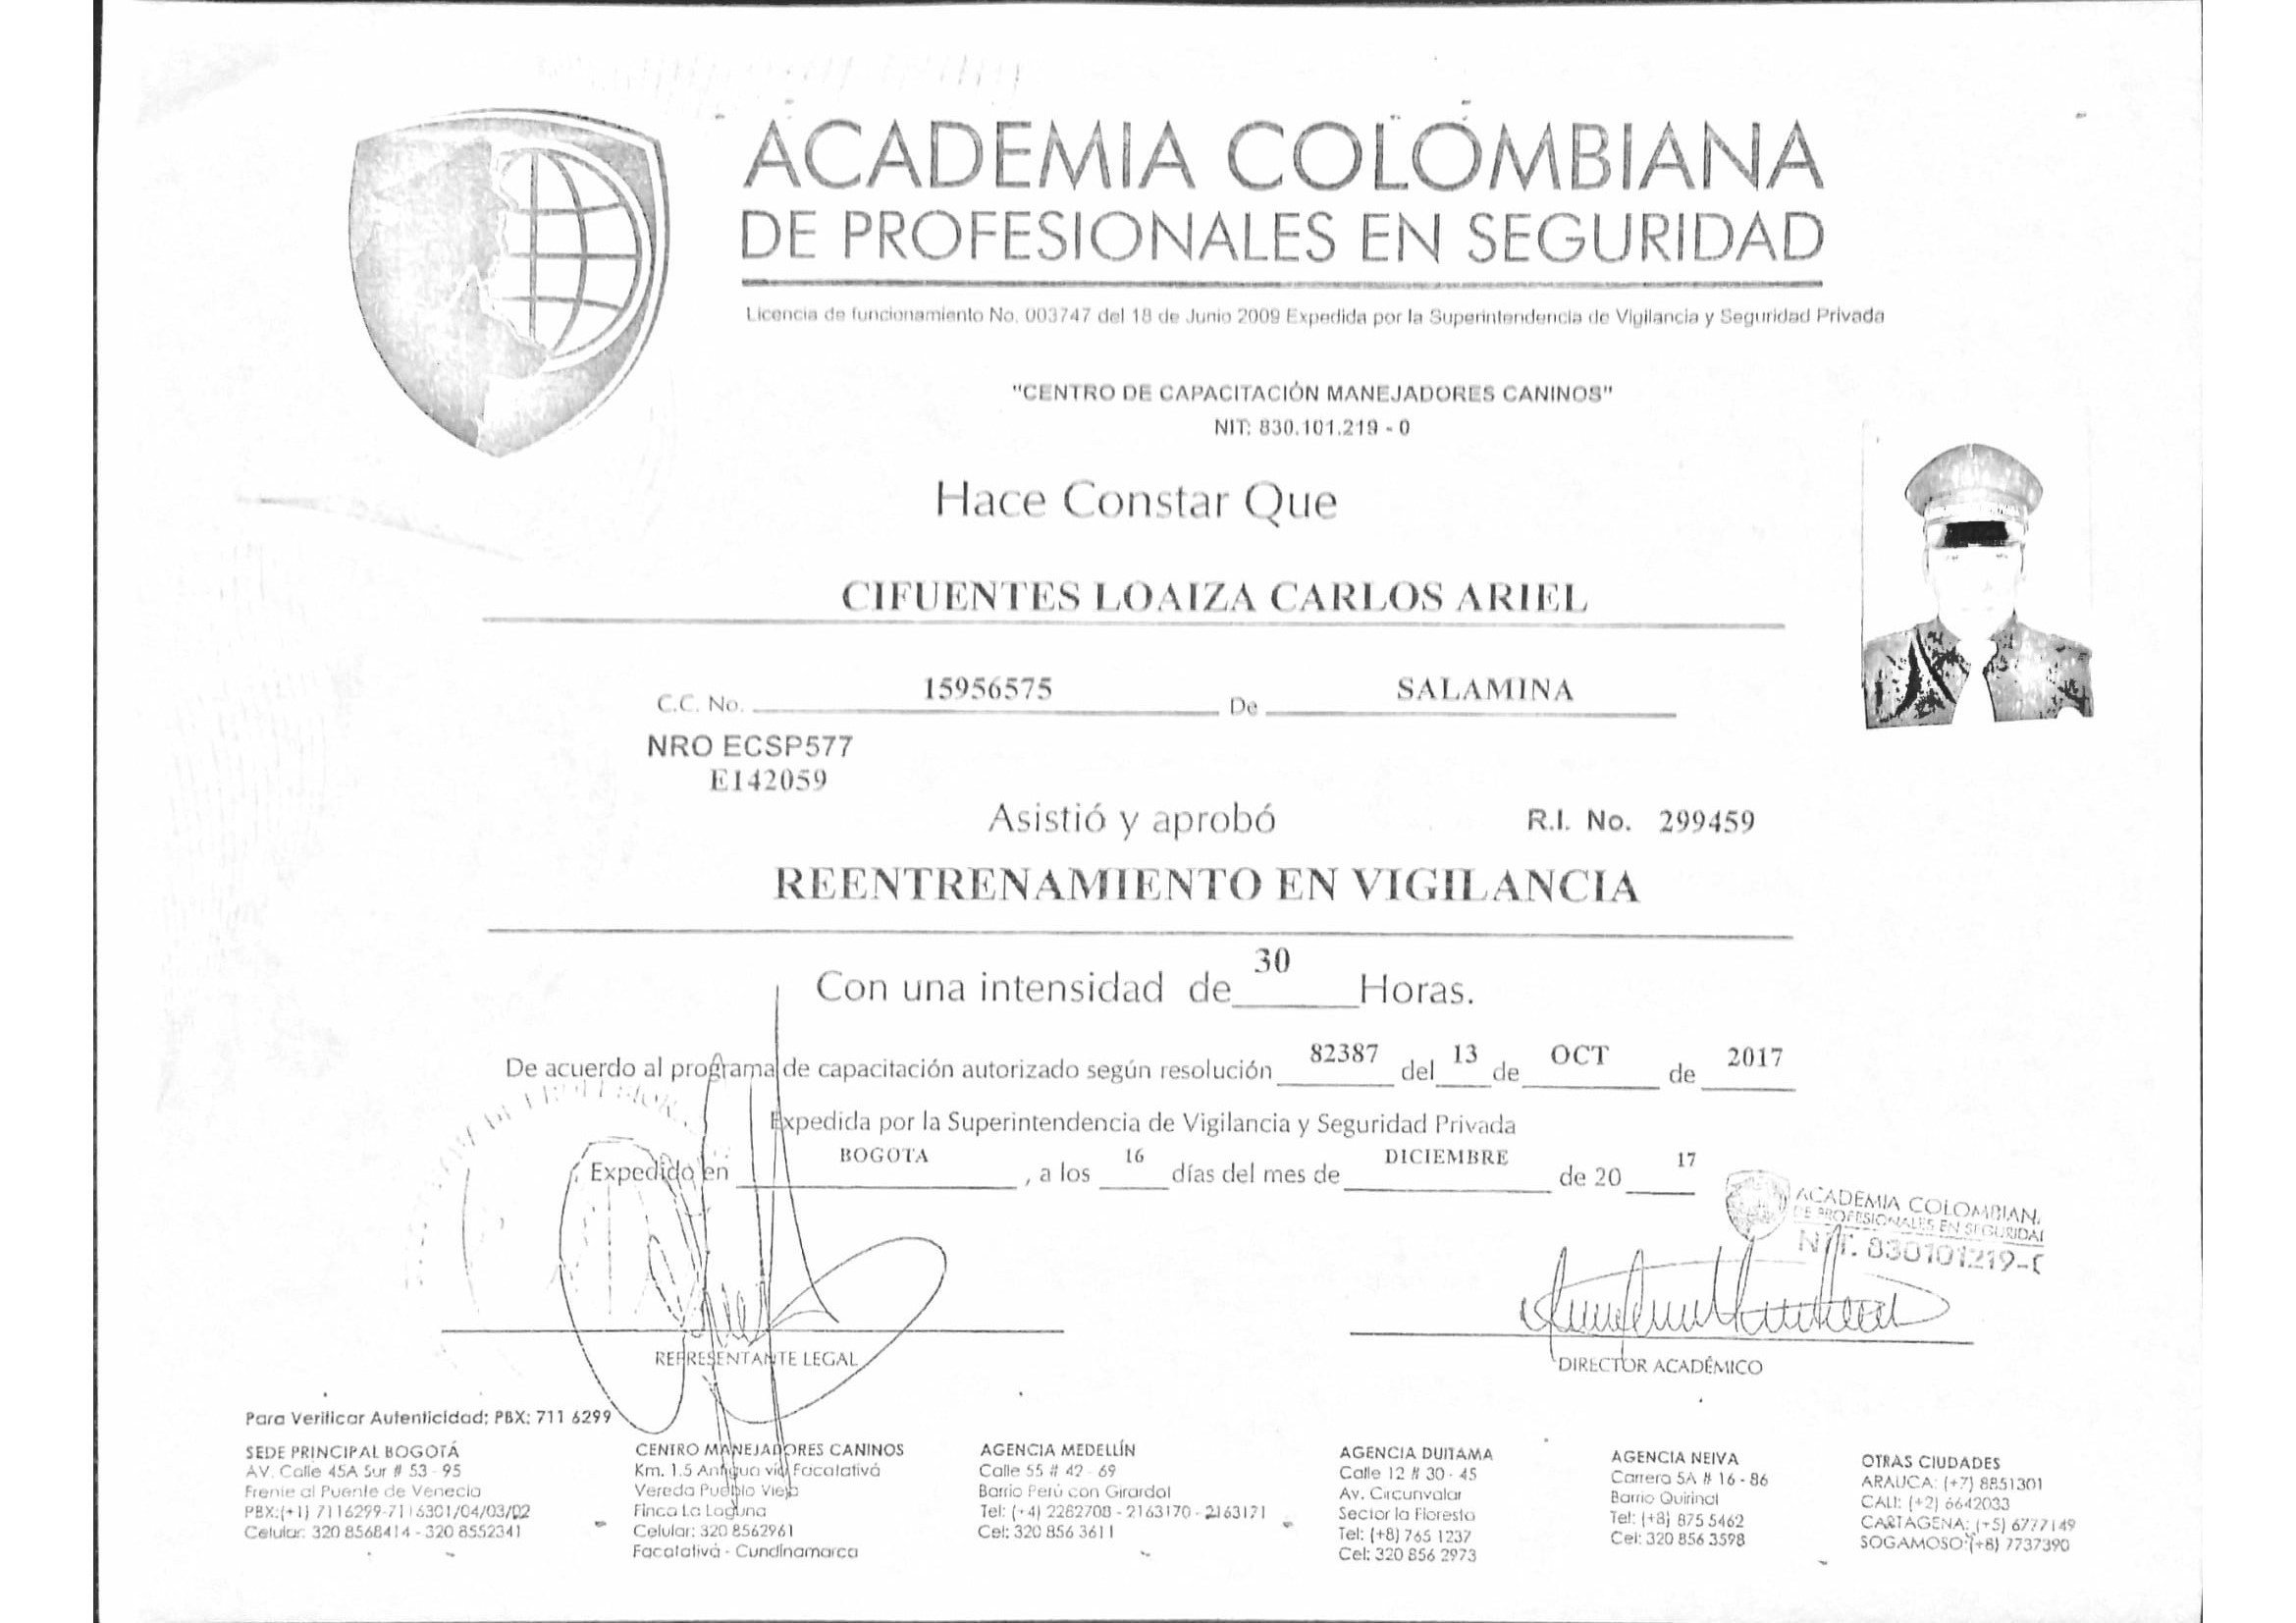 ACADEMIA COLOMBIANA
DE PROFESIONALES EN SEGURIDAD
Licencia de funcionamiento No. 003747 del 18 de Junio 2009 Expedida por la Superintendencia de Vigilancia y Seguridad Privada
"CENTRO DE CAPACITACIÓN MANEJADORES CANINOS"
NIT: 830.101.219 - 0
Hace Constar Que
CIFUENTES LOAIZA CARLOS ARIEL
C.C. No. 15956575 De SALAMINA
NRO ECSP577
E142059
Asistió y aprobó R.I. No. 299459
REENTRENAMIENTO EN VIGILANCIA
Con una intensidad de 30 Horas.
De acuerdo al programa de capacitación autorizado según resolución 82387 del 13 de OCT de 2017
Expedida por la Superintendencia de Vigilancia y Seguridad Privada
Expedido en BOGOTA, a los 16 días del mes de DICIEMBRE de 20 17
ACADEMIA COLOMBIAN
DE PROFESIONALES EN SEGURIDAD
NIT. 830101219-0
REPRESENTANTE LEGAL
DIRECTOR ACADÉMICO
Para Verificar Autenticidad: PBX: 711 6299
SEDE PRINCIPAL BOGOTÁ
AV. Calle 45A Sur # 53 - 95
Frente al Puente de Venecia
PBX:(+1) 7116299-7116301/04/03/02
Celular: 320 8568414 - 320 8552341
CENTRO MANEJADORES CANINOS
Km. 1.5 Antigua vía Facatativá
Vereda Pueblo Viejo
Finca La Laguna
Celular: 320 8562961
Facatativá - Cundinamarca
AGENCIA MEDELLÍN
Calle 55 # 42 - 69
Barrio Perú con Girardol
Tel: (+4) 2282708 - 2163170 - 2163171
Cel: 320 856 3611
AGENCIA DUITAMA
Calle 12 # 30 - 45
Av. Circunvalar
Sector la Floresta
Tel: (+8) 765 1237
Cel: 320 856 2973
AGENCIA NEIVA
Carrera 5A # 16 - 86
Barrio Quirinal
Tel: (+8) 875 5462
Cel: 320 856 3598
OTRAS CIUDADES
ARAUCA: (+7) 8851301
CALI: (+2) 6642033
CARTAGENA: (+5) 6777149
SOGAMOSO:(+8) 7737390